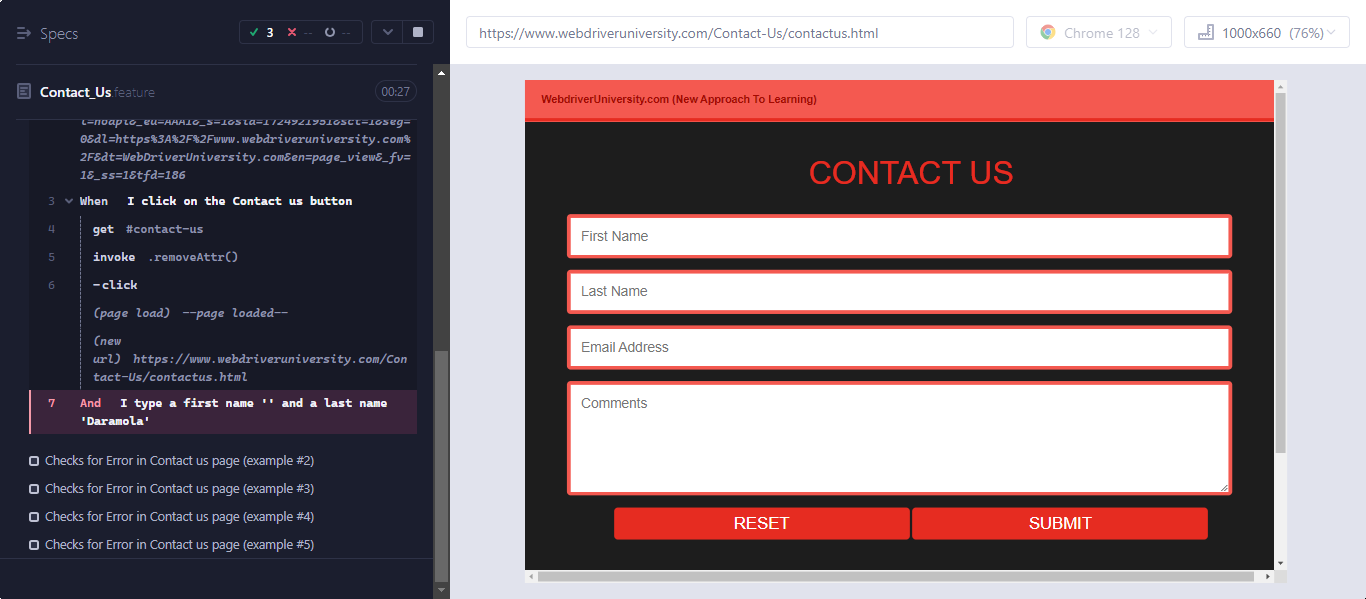 Specs
3 -- --
Contact_Us.feature 00:27
t=noapi&_eu=AAAI&_s=1&sid=1724921951&sct=1&seg=
0&dl=https%3A%2F%2Fwww.webdriveruniversity.com%
2F&dt=WebDriverUniversity.com&en=page_view&_fv=
1&_ss=1&tfd=186
3 When I click on the Contact us button
4 get #contact-us
5 invoke .removeAttr()
6 -click
(page load) --page loaded--
(new
url) https://www.webdriveruniversity.com/Con
tact-Us/contactus.html
7 And I type a first name '' and a last name
'Daramola'
Checks for Error in Contact us page (example #2)
Checks for Error in Contact us page (example #3)
Checks for Error in Contact us page (example #4)
Checks for Error in Contact us page (example #5)
https://www.webdriveruniversity.com/Contact-Us/contactus.html
Chrome 128
1000x660 (76%)
WebdriverUniversity.com (New Approach To Learning)
CONTACT US
First Name
Last Name
Email Address
Comments
RESET
SUBMIT